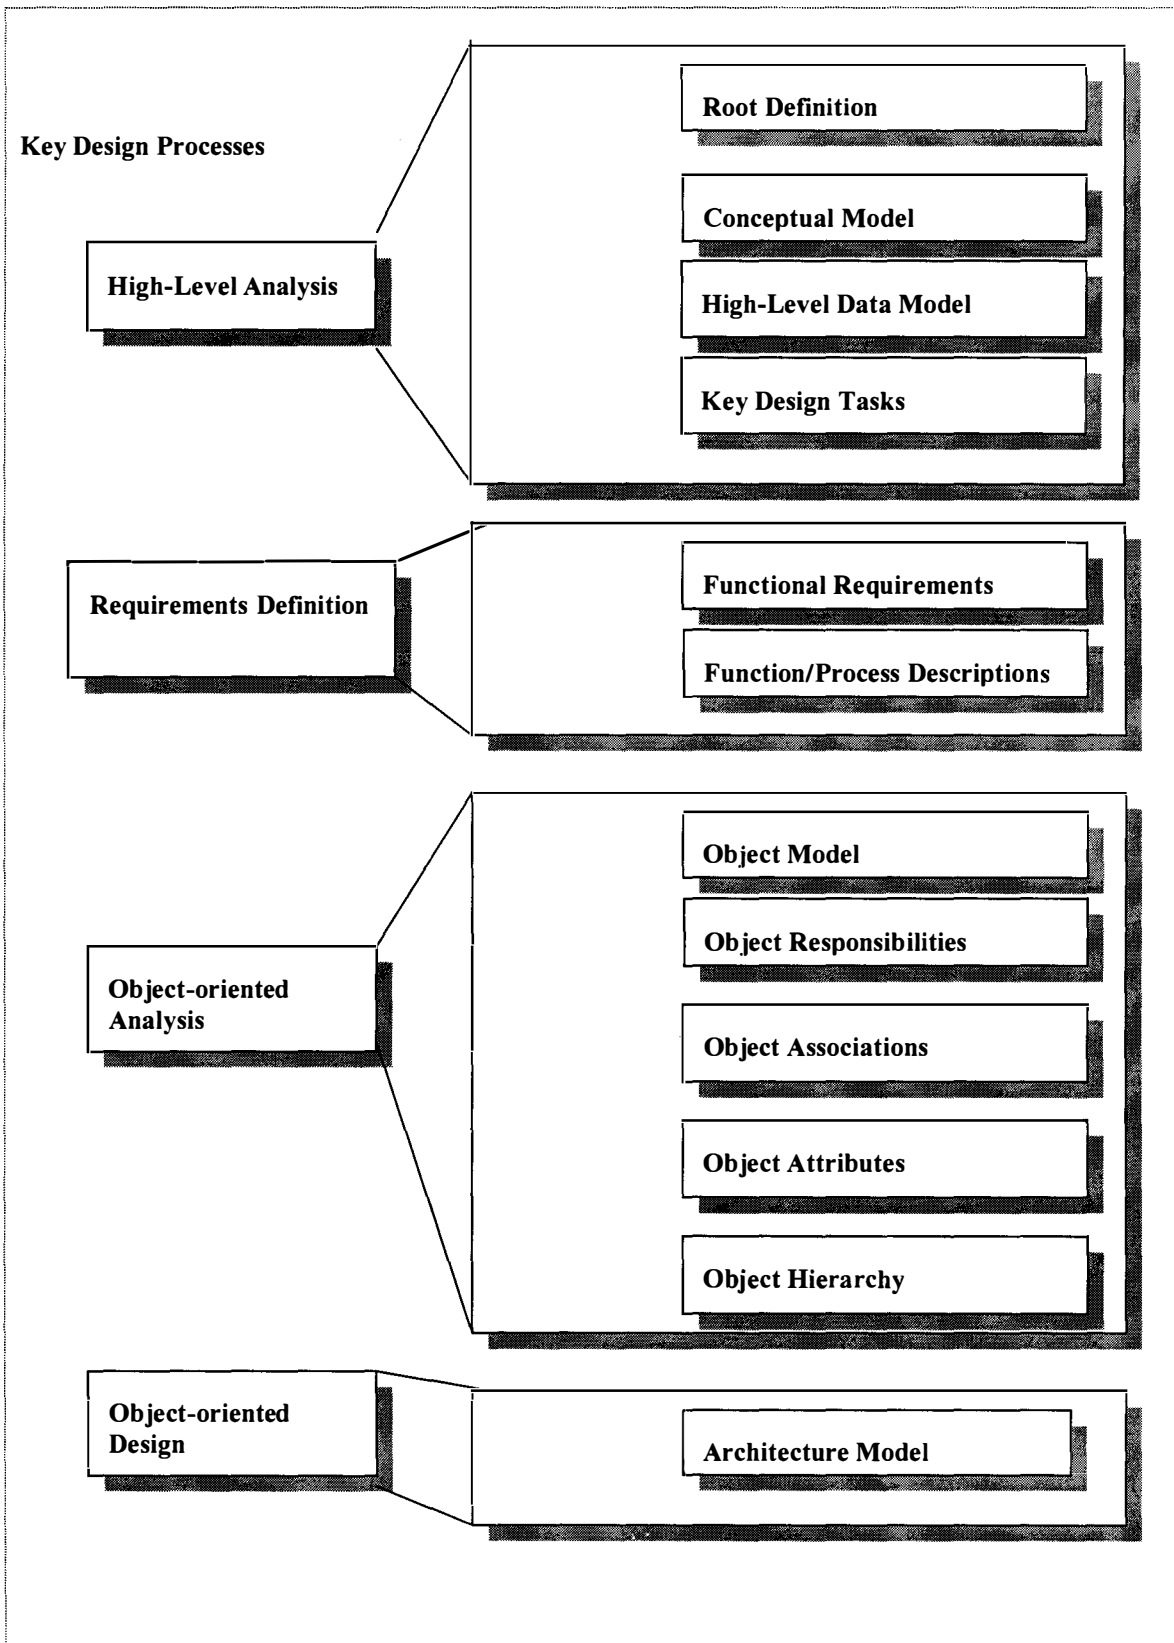 Key Design Processes
High-Level Analysis
Root Definition
Conceptual Model
High-Level Data Model
Key Design Tasks
Requirements Definition
Functional Requirements
Function/Process Descriptions
Object-oriented
Analysis
Object Model
Object Responsibilities
Object Associations
Object Attributes
Object Hierarchy
Object-oriented
Design
Architecture Model